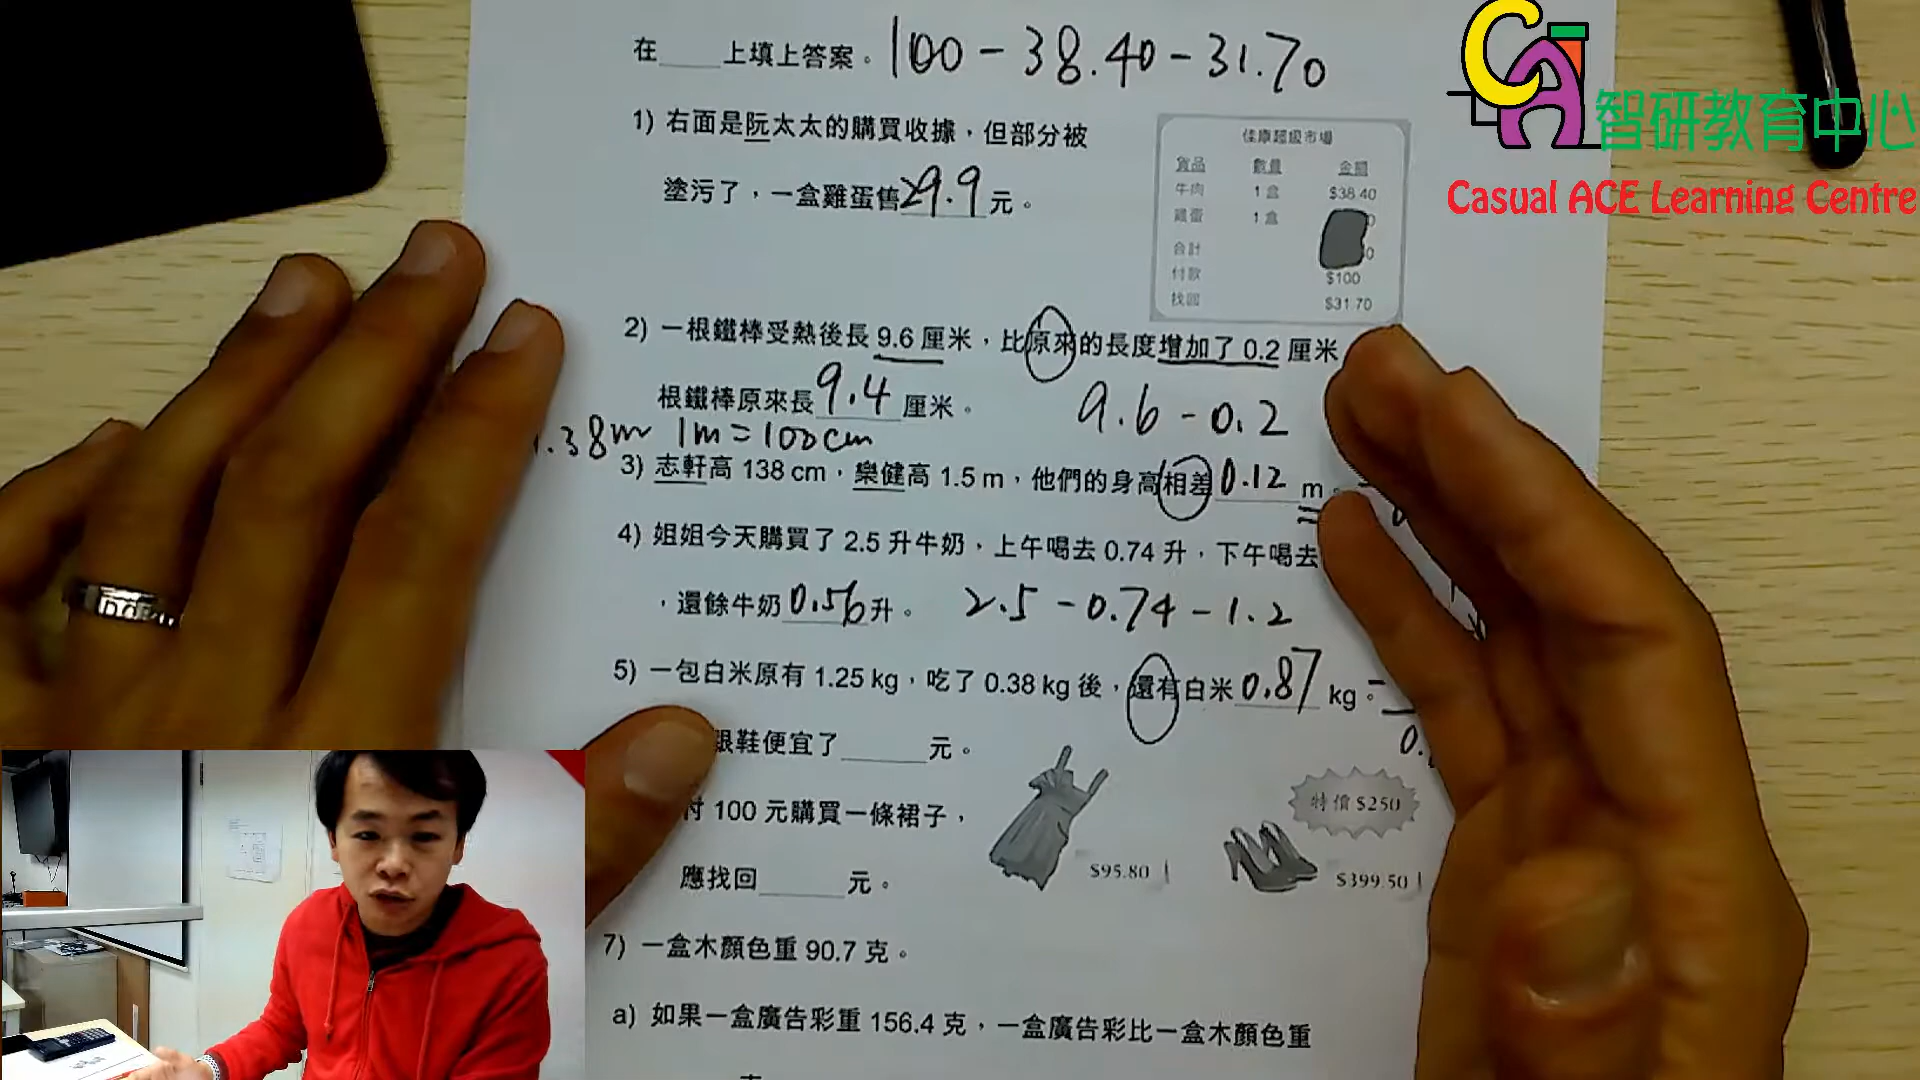 在____上填上答案。100-38.40-31.70
1) 右面是阮太太的購買收據，但部分被
塗污了，一盒雞蛋售29.9元。
佳康超級市場
貨品 數量 金額
牛肉 1 盒 $38.40
雞蛋 1 盒 0
合計 0
付款 $100
找回 $31.70
2) 一根鐵棒受熱後長 9.6 厘米，比原來的長度增加了 0.2 厘米
根鐵棒原來長9.4厘米。 9.6-0.2
1.38m 1m=100cm
3) 志軒高 138 cm，樂健高 1.5 m，他們的身高相差0.12 m。
4) 姐姐今天購買了 2.5 升牛奶，上午喝去 0.74 升，下午喝去
，還餘牛奶0.56升。 2.5-0.74-1.2
5) 一包白米原有 1.25 kg，吃了 0.38 kg 後，還有白米0.87 kg。
0.
跟鞋便宜了____元。
付 100 元購買一條裙子，
應找回____元。
$95.80
特價 $250
$399.50
7) 一盒木顏色重 90.7 克。
a) 如果一盒廣告彩重 156.4 克，一盒廣告彩比一盒木顏色重
CA
智研教育中心
Casual ACE Learning Centre